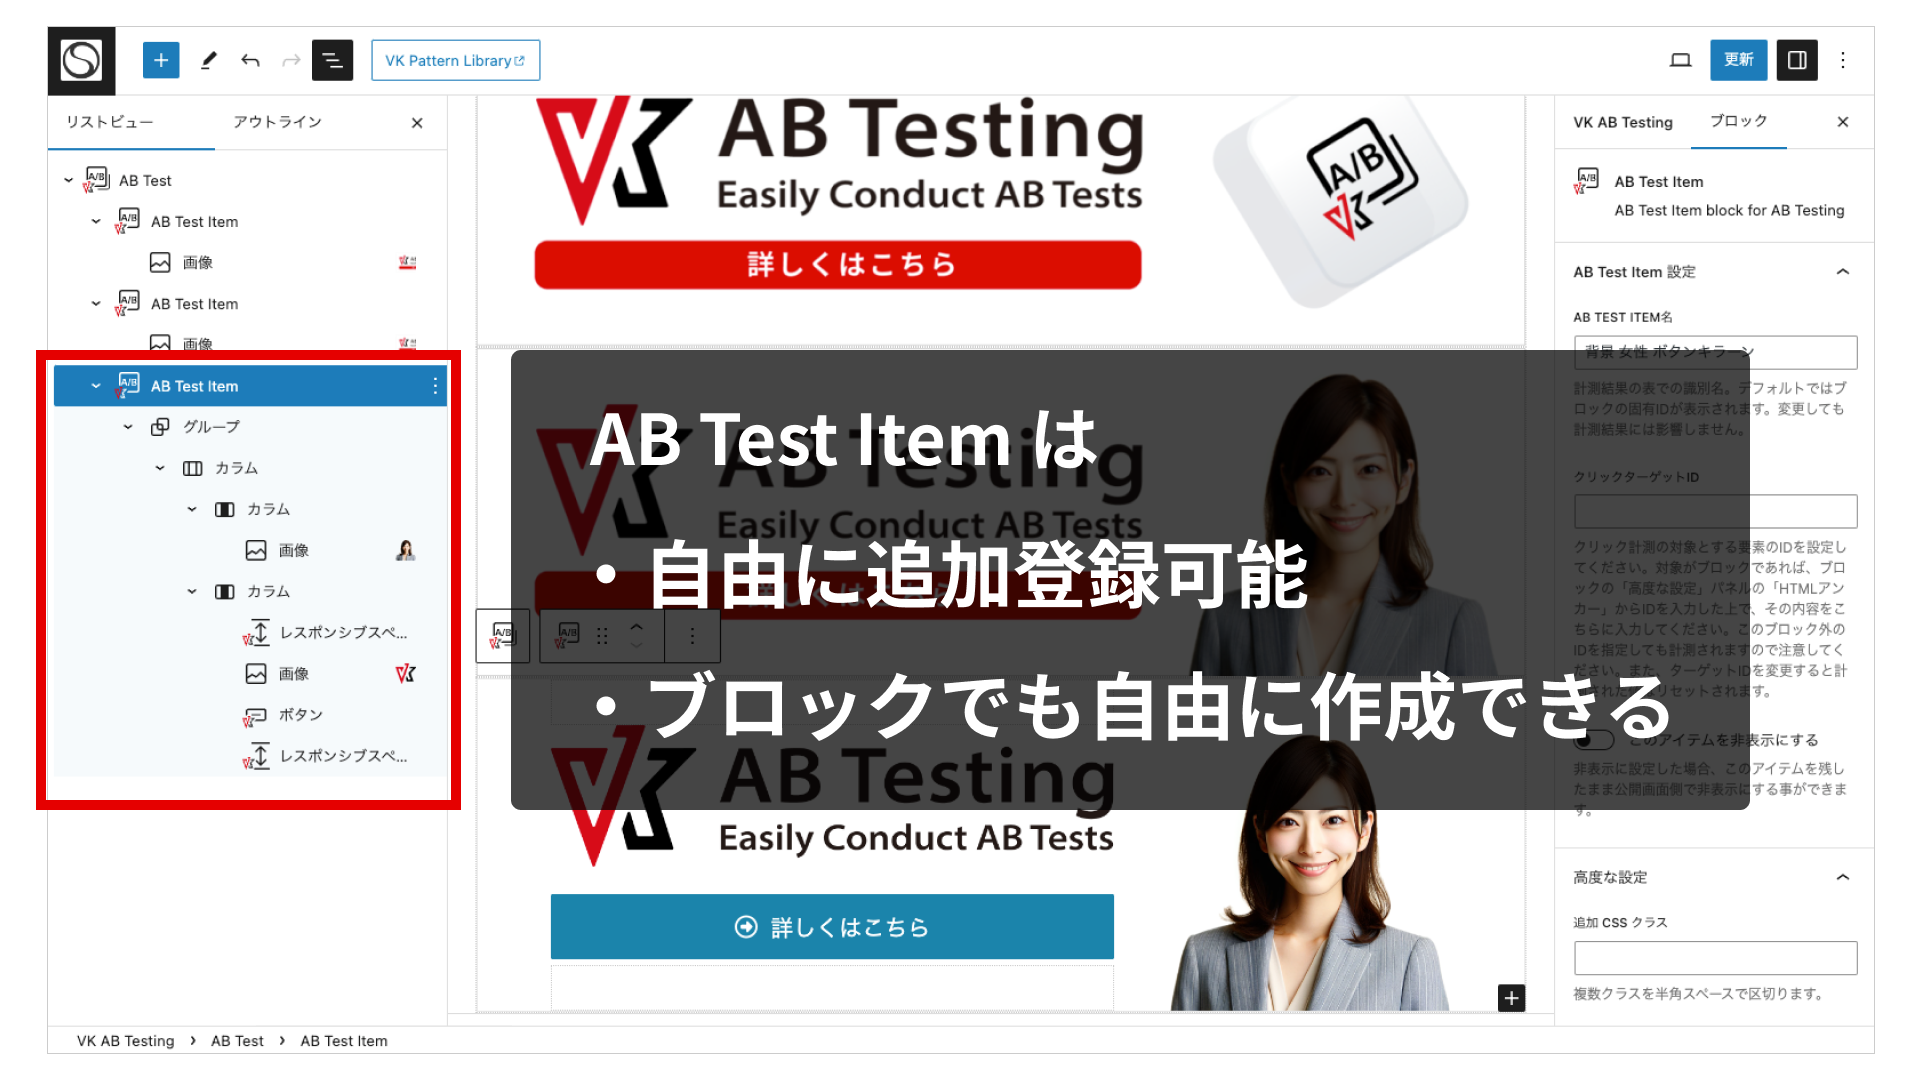 VK Pattern Library
更新
リストビュー
アウトライン
AB Test
AB Test Item
画像
AB Test Item
画像
AB Test Item
グループ
カラム
カラム
画像
カラム
レスポンシブスペ...
画像
ボタン
レスポンシブスペ...
AB Testing
Easily Conduct AB Tests
詳しくはこちら
A/B
AB Testing
Easily Conduct AB Tests
AB Test Item は
・自由に追加登録可能
・ブロックでも自由に作成できる
AB Testing
Easily Conduct AB Tests
詳しくはこちら
VK AB Testing
ブロック
AB Test Item
AB Test Item block for AB Testing
AB Test Item 設定
AB TEST ITEM名
背景 女性 ボタンキラーン
計測結果の表での識別名。デフォルトではブ
ロックの固有IDが表示されます。変更しても
計測結果には影響しません。
クリックターゲットID
クリック計測の対象とする要素のIDを設定し
てください。対象がブロックであれば、ブロ
ックの「高度な設定」パネルの「HTMLアン
カー」からIDを入力した上で、その内容をこ
ちらに入力してください。このブロック外の
IDを指定しても計測されますので注意してく
ださい。また、ターゲットIDを変更すると計
リセットされます。
このアイテムを非表示にする
非表示に設定した場合、このアイテムを残し
たまま公開画面側で非表示にする事ができま
す。
高度な設定
追加 CSS クラス
複数クラスを半角スペースで区切ります。
VK AB Testing › AB Test › AB Test Item